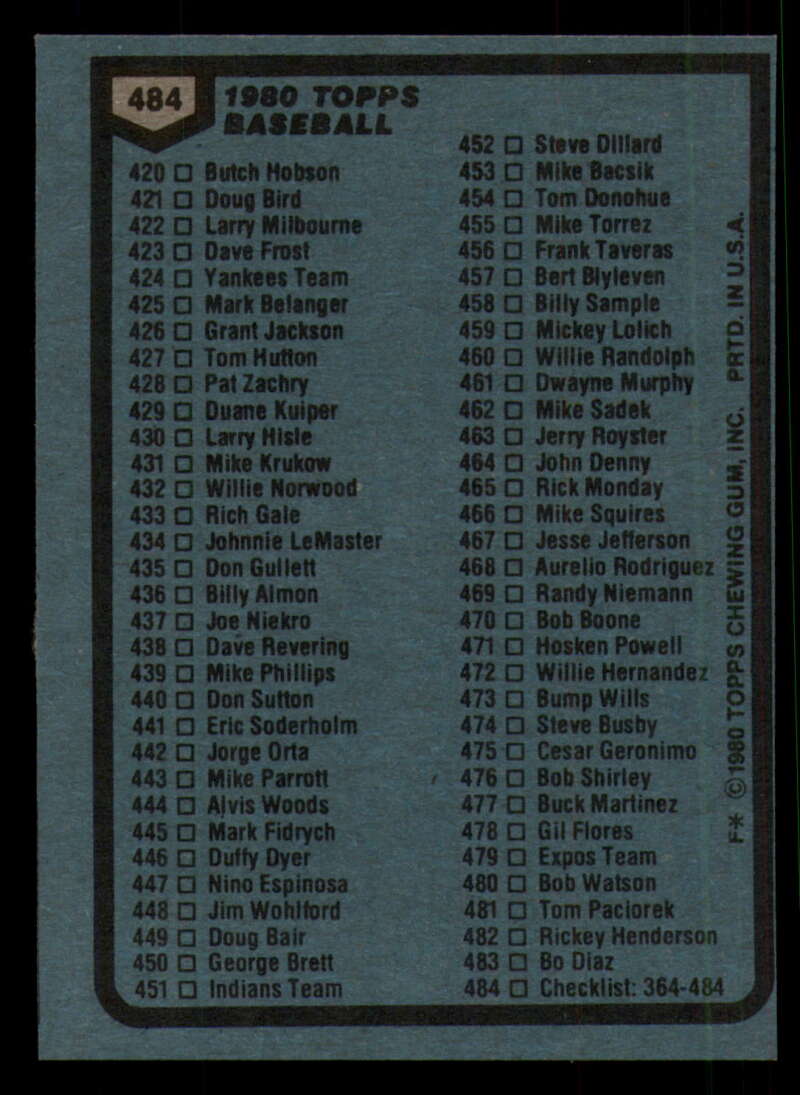 484
1980 TOPPS
BASEBALL
420 Butch Hobson
421 Doug Bird
422 Larry Milbourne
423 Dave Frost
424 Yankees Team
425 Mark Belanger
426 Grant Jackson
427 Tom Hutton
428 Pat Zachry
429 Duane Kuiper
430 Larry Hisle
431 Mike Krukow
432 Willie Norwood
433 Rich Gale
434 Johnnie LeMaster
435 Don Gullett
436 Billy Almon
437 Joe Niekro
438 Dave Revering
439 Mike Phillips
440 Don Sutton
441 Eric Soderholm
442 Jorge Orta
443 Mike Parrott
444 Alvis Woods
445 Mark Fidrych
446 Duffy Dyer
447 Nino Espinosa
448 Jim Wohlford
449 Doug Bair
450 George Brett
451 Indians Team
452 Steve Dillard
453 Mike Bacsik
454 Tom Donohue
455 Mike Torrez
456 Frank Taveras
457 Bert Blyleven
458 Billy Sample
459 Mickey Lolich
460 Willie Randolph
461 Dwayne Murphy
462 Mike Sadek
463 Jerry Royster
464 John Denny
465 Rick Monday
466 Mike Squires
467 Jesse Jefferson
468 Aurelio Rodriguez
469 Randy Niemann
470 Bob Boone
471 Hosken Powell
472 Willie Hernandez
473 Bump Wills
474 Steve Busby
475 Cesar Geronimo
476 Bob Shirley
477 Buck Martinez
478 Gil Flores
479 Expos Team
480 Bob Watson
481 Tom Paciorek
482 Rickey Henderson
483 Bo Diaz
484 Checklist: 364-484
F* ©1980 TOPPS CHEWING GUM, INC. PRTD. IN U.S.A.